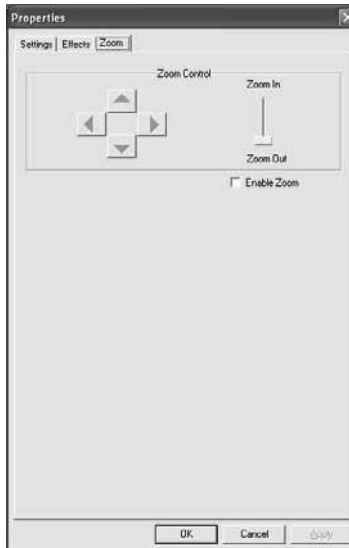 Properties
Settings Effects Zoom
Zoom Control
Zoom In
Zoom Out
Enable Zoom
OK Cancel Apply